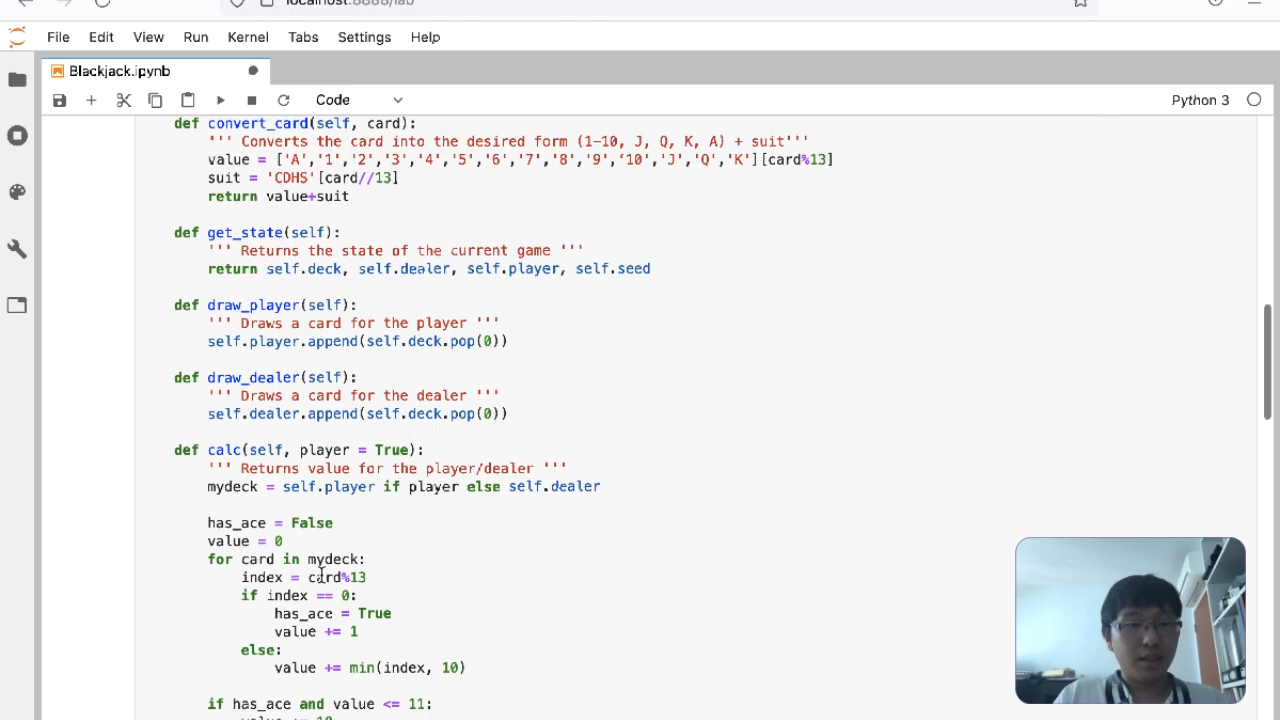 localhost:8888/lab
File Edit View Run Kernel Tabs Settings Help
Blackjack.ipynb
Code Python 3
def convert_card(self, card):
''' Converts the card into the desired form (1-10, J, Q, K, A) + suit'''
value = ['A','1','2','3','4','5','6','7','8','9','10','J','Q','K'][card%13]
suit = 'CDHS'[card//13]
return value+suit
def get_state(self):
''' Returns the state of the current game '''
return self.deck, self.dealer, self.player, self.seed
def draw_player(self):
''' Draws a card for the player '''
self.player.append(self.deck.pop(0))
def draw_dealer(self):
''' Draws a card for the dealer '''
self.dealer.append(self.deck.pop(0))
def calc(self, player = True):
''' Returns value for the player/dealer '''
mydeck = self.player if player else self.dealer
has_ace = False
value = 0
for card in mydeck:
index = card%13
if index == 0:
has_ace = True
value += 1
else:
value += min(index, 10)
if has_ace and value <= 11:
value += 10